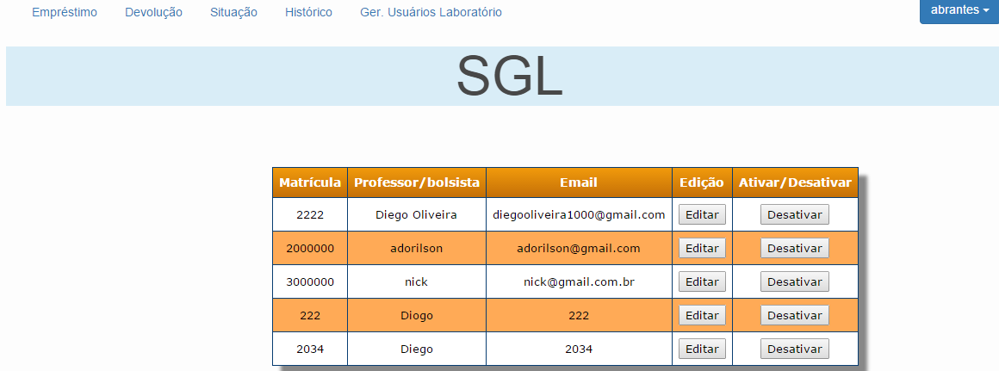 Empréstimo Devolução Situação Histórico Ger. Usuários Laboratório abrantes
SGL
Matrícula Professor/bolsista Email Edição Ativar/Desativar
2222 Diego Oliveira diegooliveira1000@gmail.com Editar Desativar
2000000 adorilson adorilson@gmail.com Editar Desativar
3000000 nick nick@gmail.com.br Editar Desativar
222 Diogo 222 Editar Desativar
2034 Diego 2034 Editar Desativar